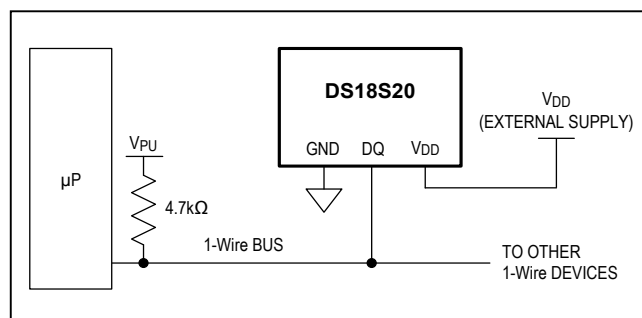 DS18S20
VDD
(EXTERNAL SUPPLY)
GND DQ VDD
VPU
µP
4.7kΩ
1-Wire BUS
TO OTHER
1-Wire DEVICES